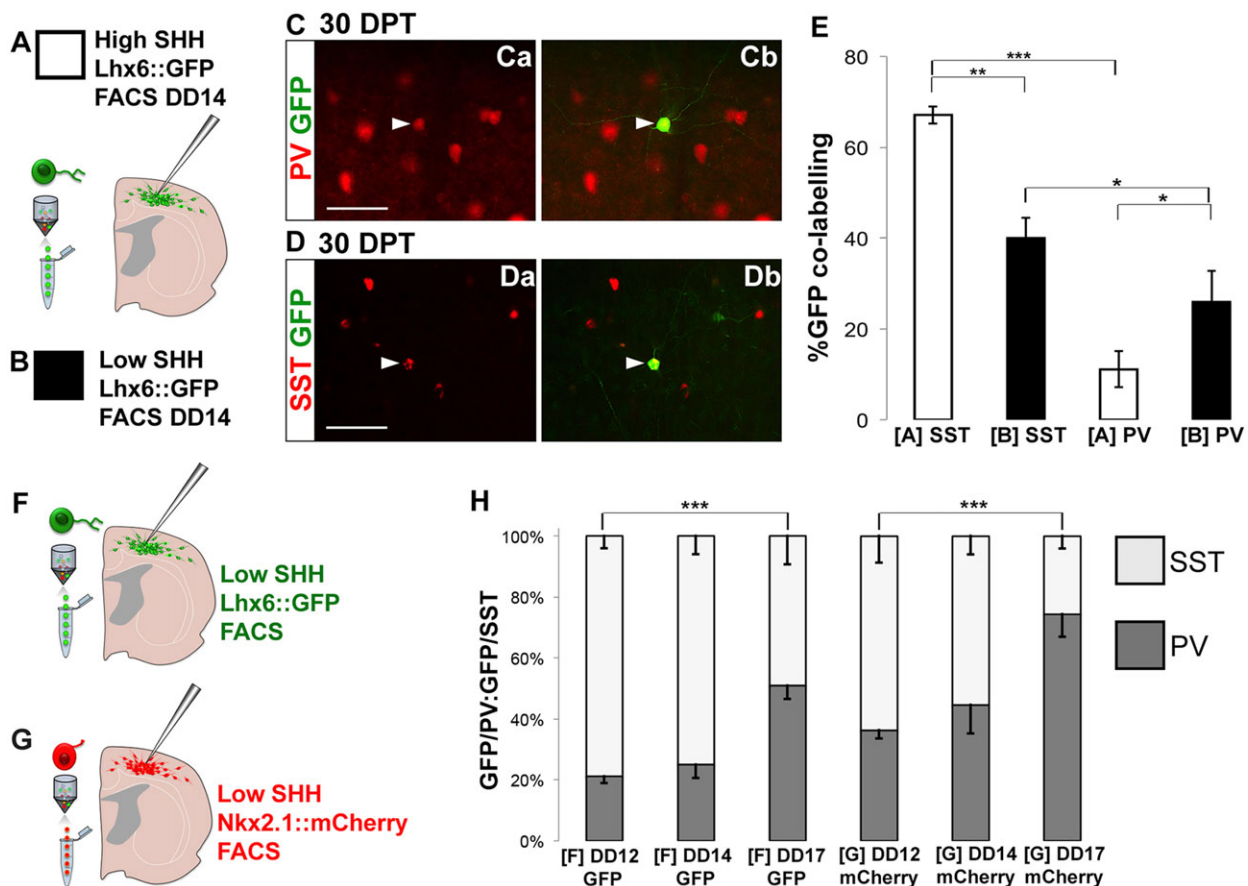 A
High SHH
Lhx6::GFP
FACS DD14
B
Low SHH
Lhx6::GFP
FACS DD14
C 30 DPT
PV GFP
Ca
Cb
D 30 DPT
SST GFP
Da
Db
E
%GFP co-labelling
80
60
40
20
0
***
**
*
*
[A] SST
[B] SST
[A] PV
[B] PV
F
Low SHH
Lhx6::GFP
FACS
G
Low SHH
Nkx2.1::mCherry
FACS
H
GFP/PV:GFP/SST
100%
80%
60%
40%
20%
0%
***
***
[F] DD12
GFP
[F] DD14
GFP
[F] DD17
GFP
[G] DD12
mCherry
[G] DD14
mCherry
[G] DD17
mCherry
SST
PV